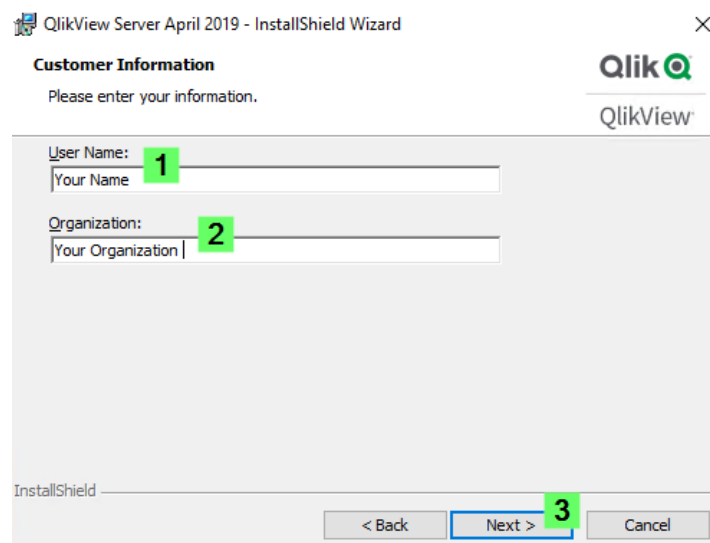 QlikView Server April 2019 - InstallShield Wizard
Customer Information
Please enter your information.
Qlik
QlikView
User Name:
1
Your Name
Organization:
2
Your Organization
InstallShield
3
< Back
Next >
Cancel